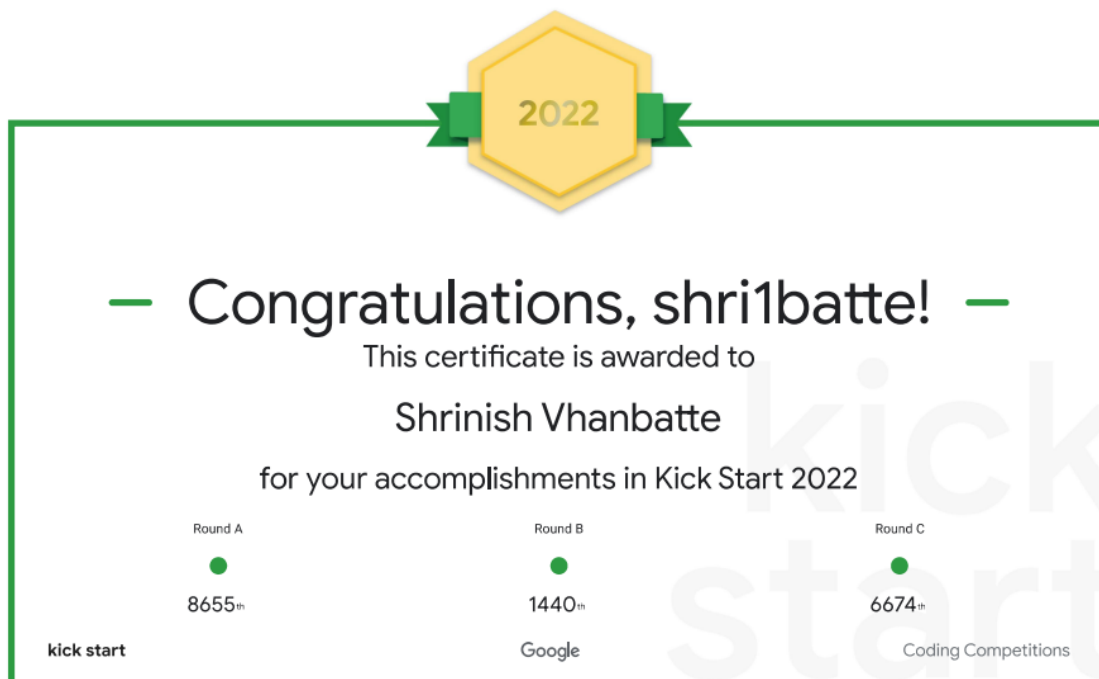 2022
Congratulations, shri1batte!
This certificate is awarded to
Shrinish Vhanbatte
for your accomplishments in Kick Start 2022
Round A Round B Round C
8655th 1440th 6674th
kick start Google Coding Competitions
kick
start